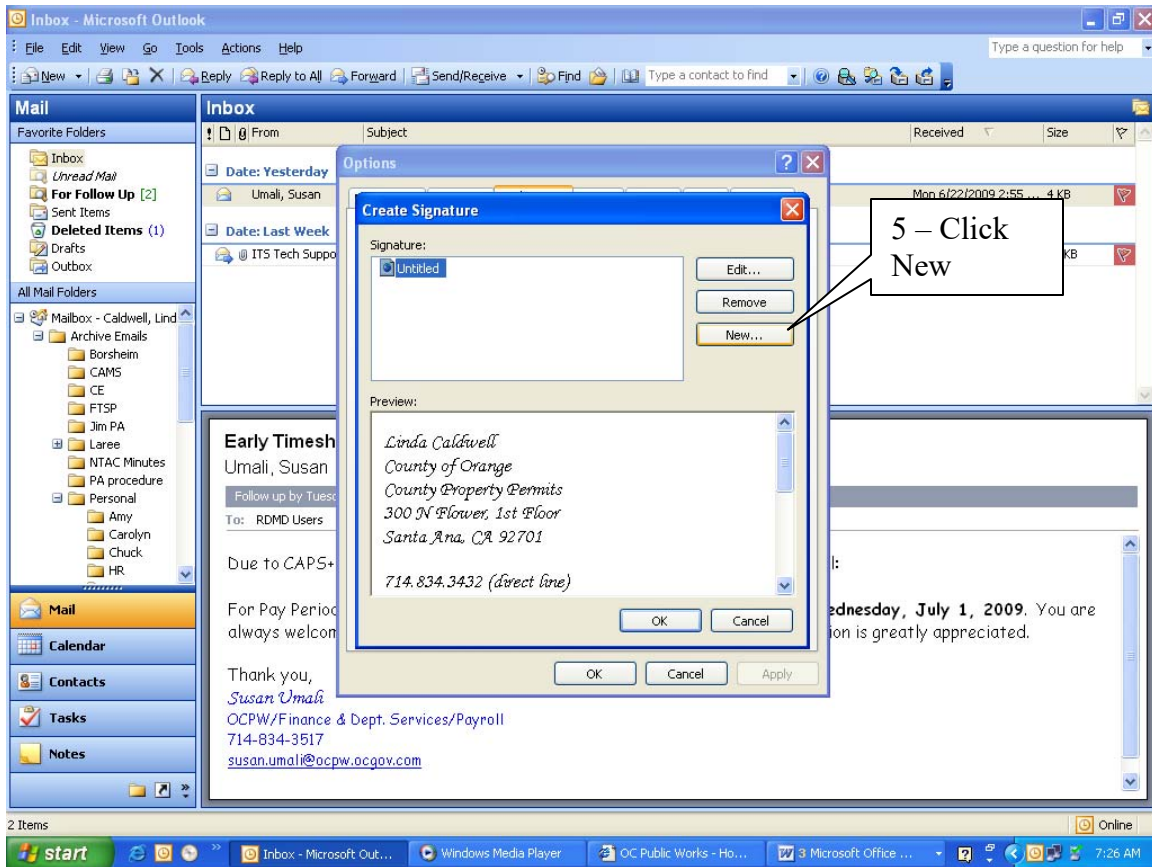 Inbox - Microsoft Outlook
File Edit View Go Tools Actions Help Type a question for help
New Reply Reply to All Forward Send/Receive Find Type a contact to find
Mail
Inbox
Favorite Folders
From Subject Received Size
Inbox
Unread Mail
For Follow Up [2]
Sent Items
Deleted Items (1)
Drafts
Outbox
All Mail Folders
Mailbox - Caldwell, Lind
Archive Emails
Borsheim
CAMS
CE
FTSP
Jim PA
Laree
NTAC Minutes
PA procedure
Personal
Amy
Carolyn
Chuck
HR
Mail
Calendar
Contacts
Tasks
Notes
Date: Yesterday
Umali, Susan Mon 6/22/2009 2:55 ... 4 KB
Date: Last Week
ITS Tech Suppo KB
Options
Create Signature
Signature:
Untitled
Edit...
Remove
New...
Preview:
Linda Caldwell
County of Orange
County Property Permits
300 N Flower, 1st Floor
Santa Ana, CA 92701
714.834.3432 (direct line)
OK Cancel
OK Cancel Apply
5 – Click
New
Early Timesh
Umali, Susan
Follow up by Tuesd
To: RDMD Users
Due to CAPS+ l:
For Pay Period ednesday, July 1, 2009. You are
always welcom ion is greatly appreciated.
Thank you,
Susan Umali
OCPW/Finance & Dept. Services/Payroll
714-834-3517
susan.umali@ocpw.ocgov.com
2 Items Online
start Inbox - Microsoft Out... Windows Media Player OC Public Works - Ho... 3 Microsoft Office ... 7:26 AM